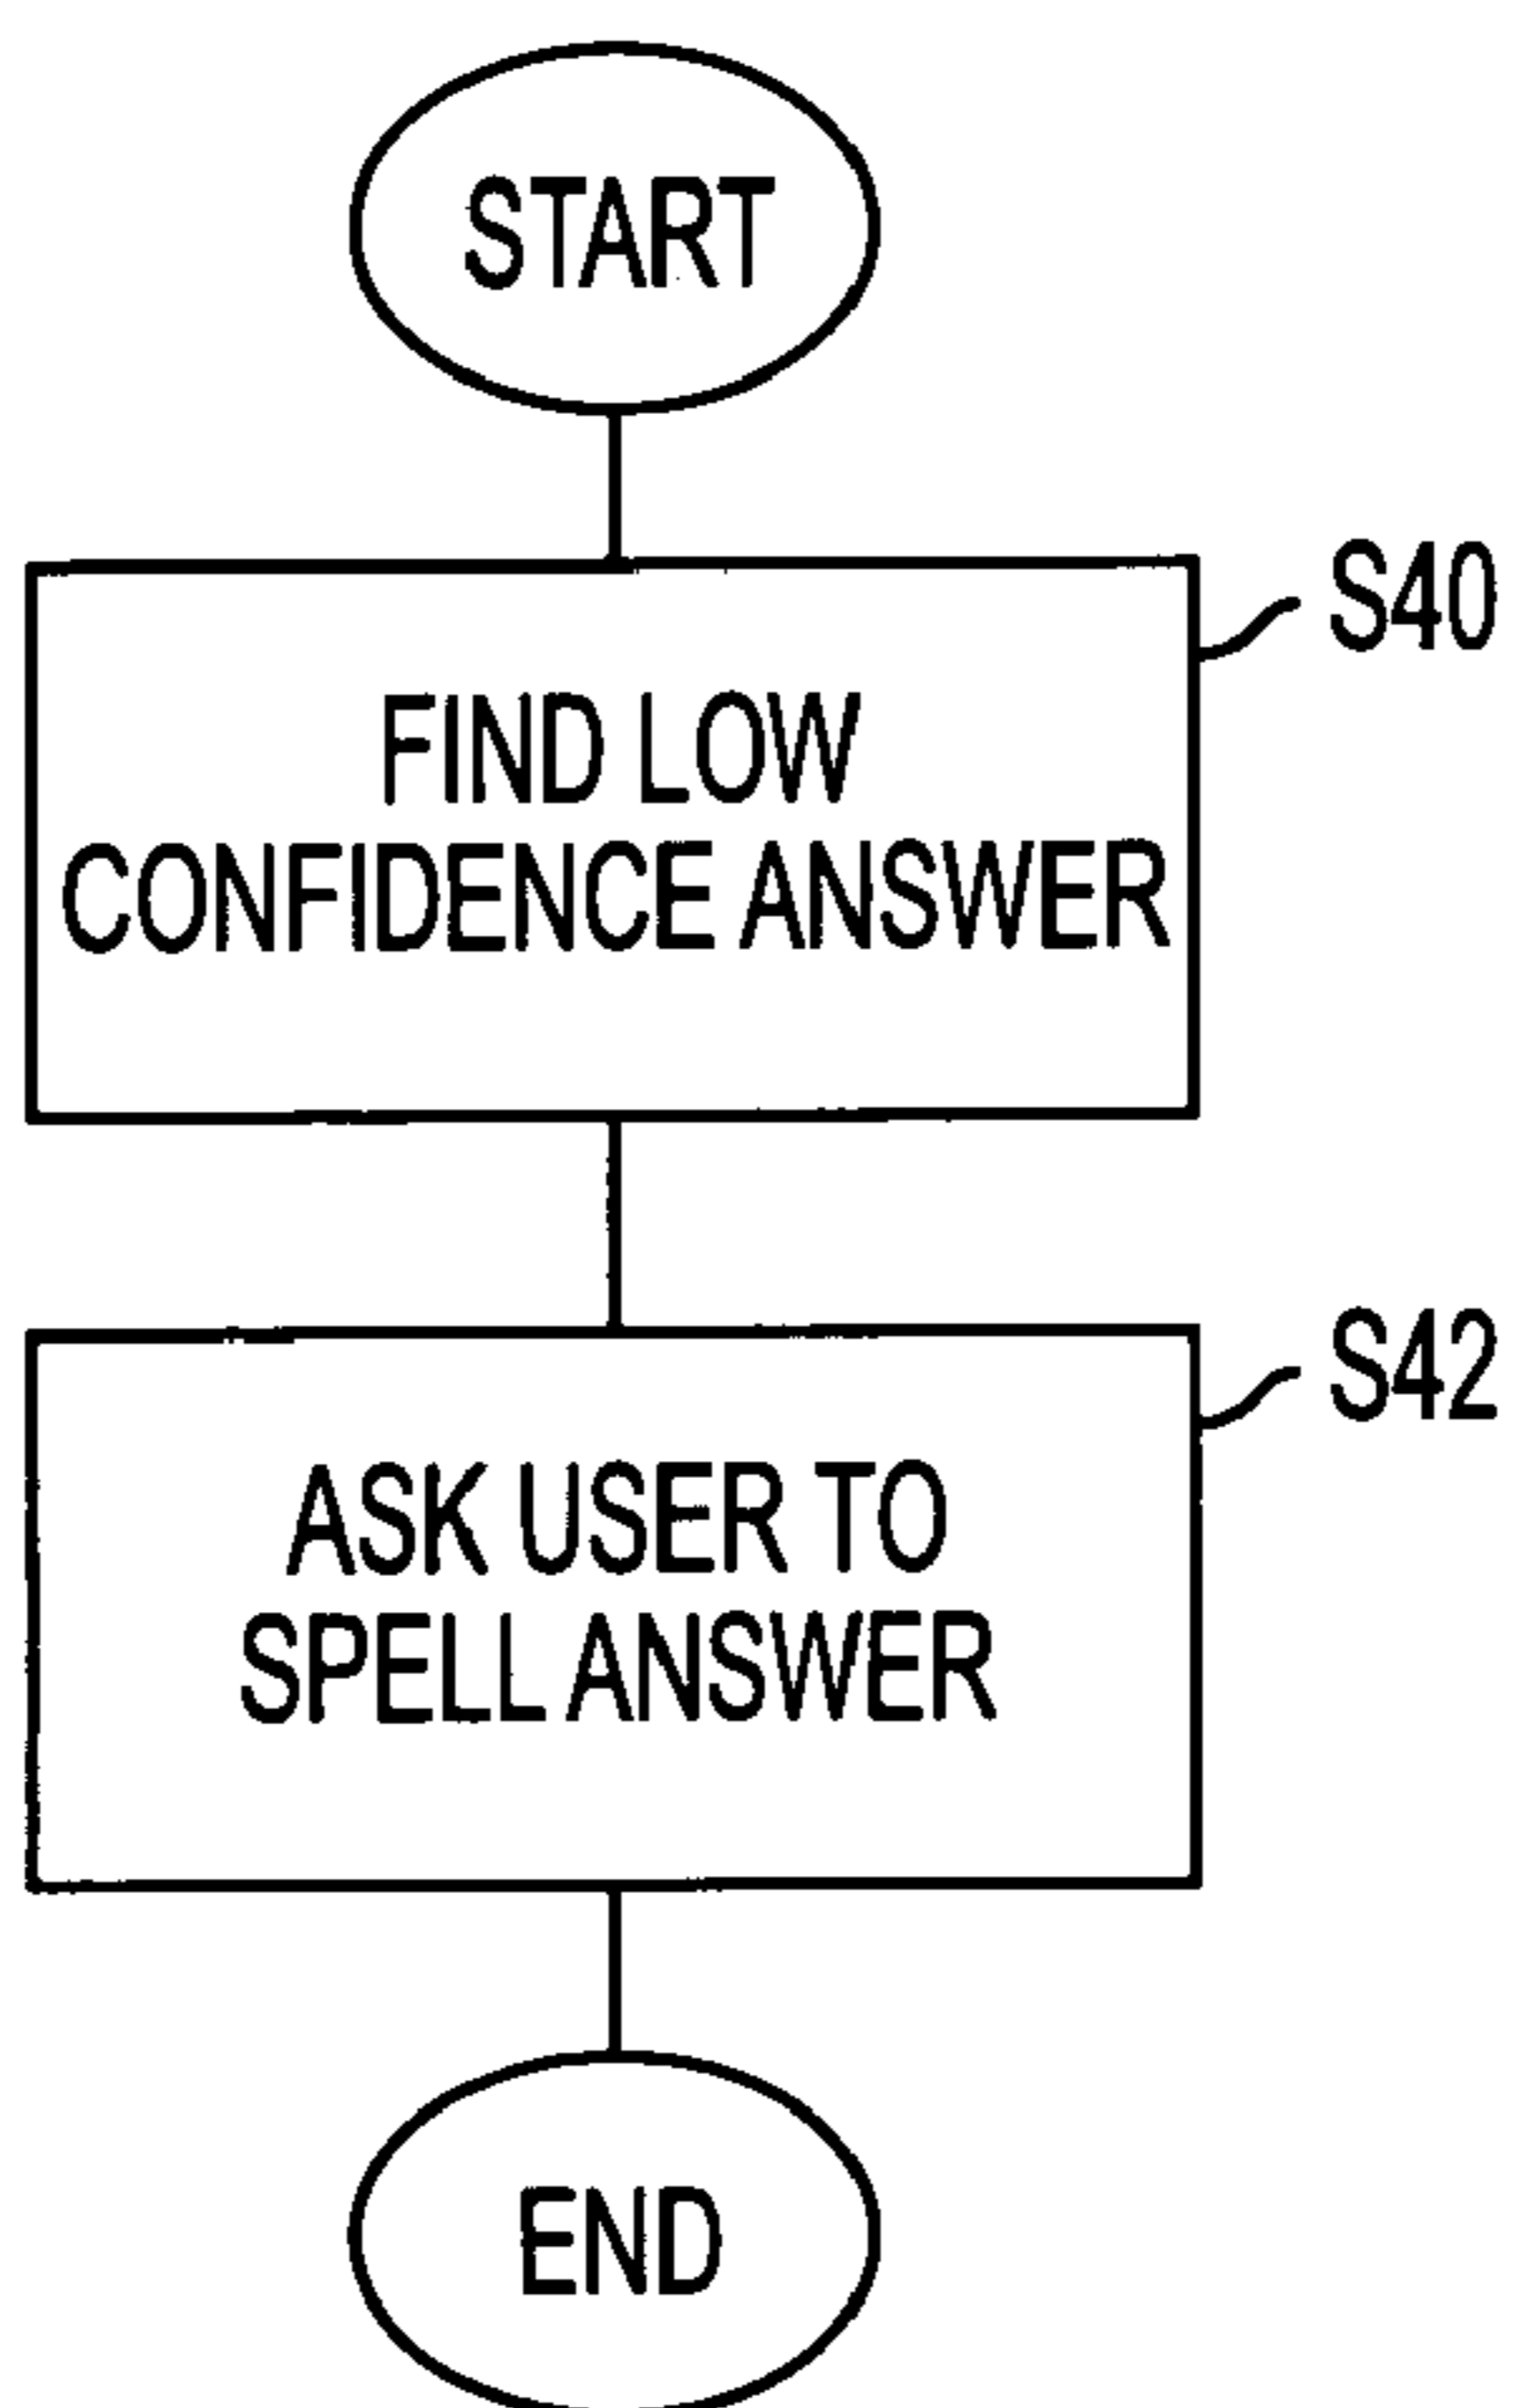 START
S40
FIND LOW
CONFIDENCE ANSWER
S42
ASK USER TO
SPELL ANSWER
END